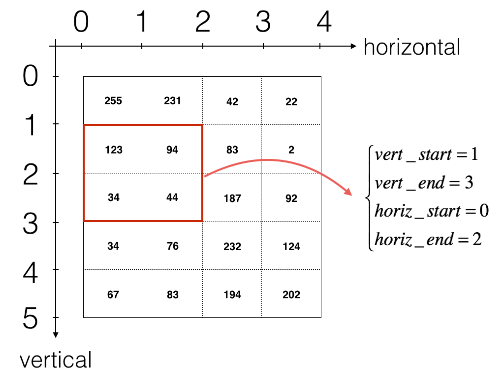 0 1 2 3 4
horizontal
0
255 231 42 22
1
123 94 83 2
vert_start=1
2
vert_end=3
34 44 187 92
horiz_start=0
3
horiz_end=2
34 76 232 124
4
67 83 194 202
5
vertical